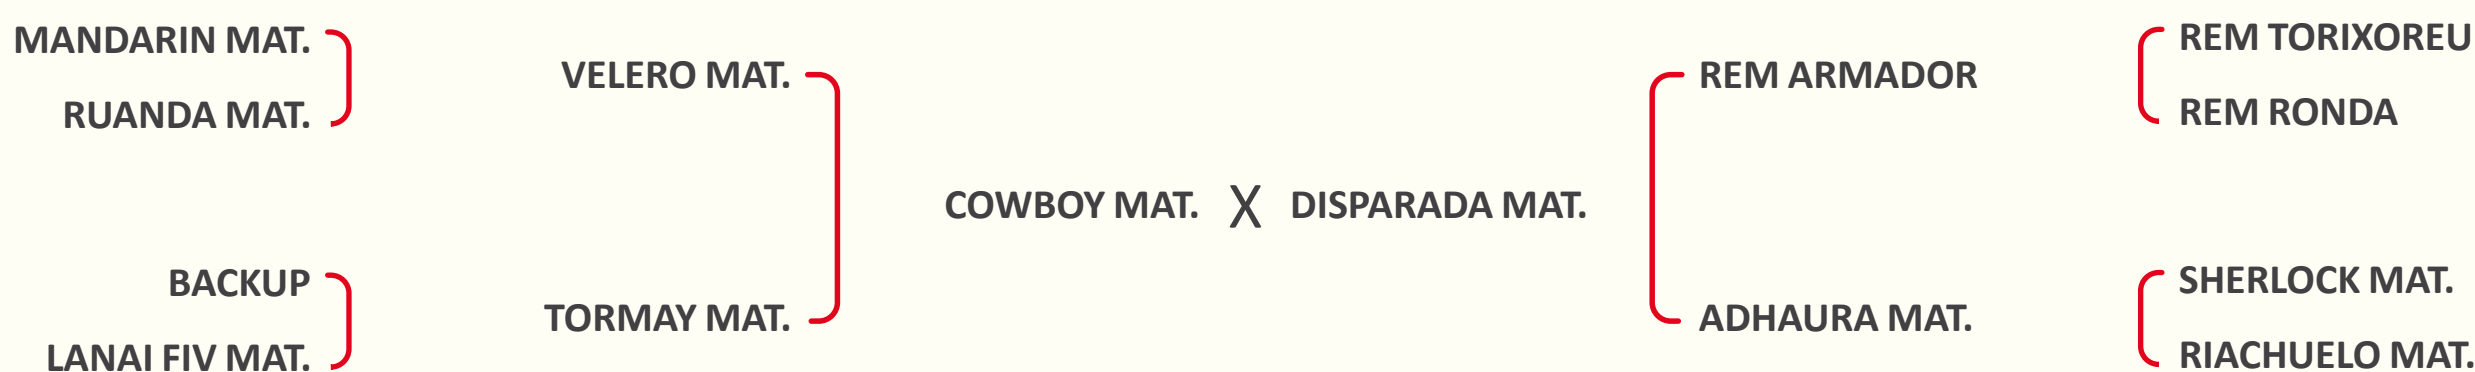 MANDARIN MAT.
RUANDA MAT.
VELERO MAT.
BACKUP
LANAI FIV MAT.
TORMAY MAT.
COWBOY MAT. X DISPARADA MAT.
REM ARMADOR
REM TORIXOREU
REM RONDA
ADHAURA MAT.
SHERLOCK MAT.
RIACHUELO MAT.